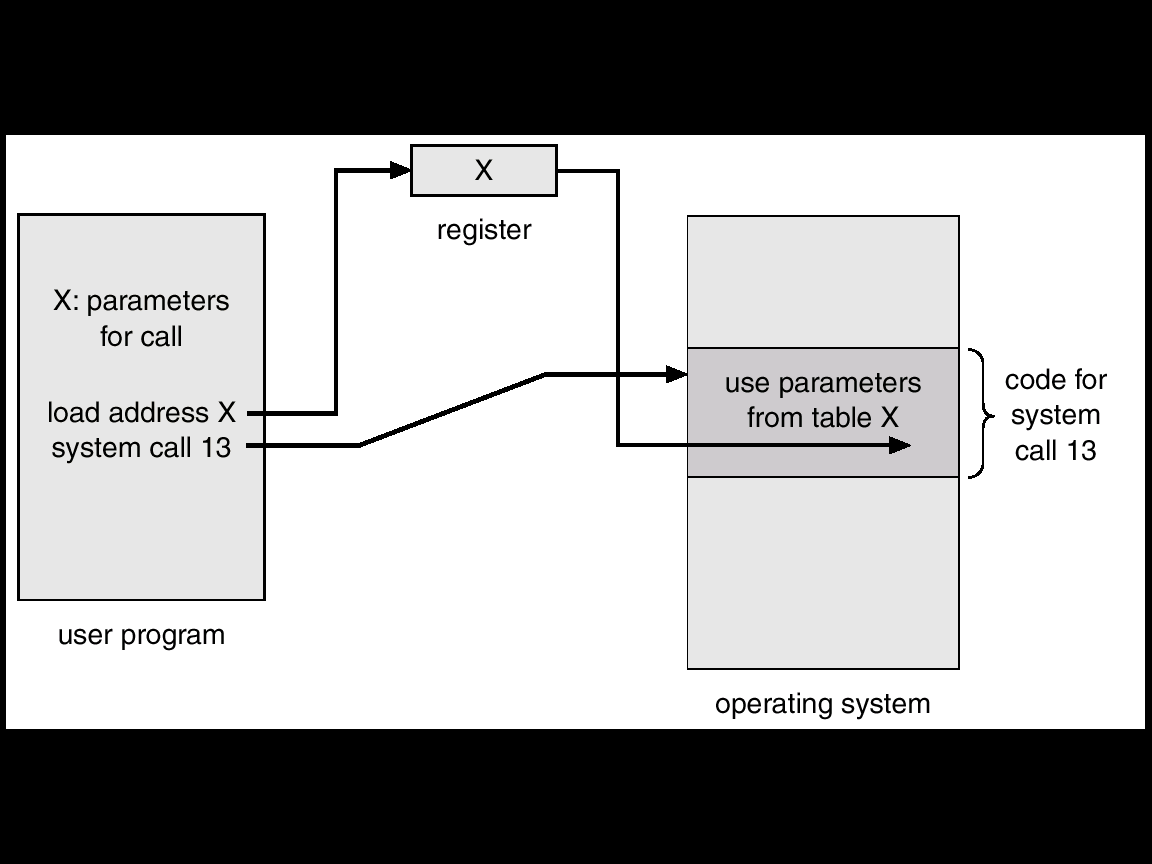 X
register
X: parameters
for call
load address X
system call 13
user program
use parameters
from table X
operating system
code for
system
call 13